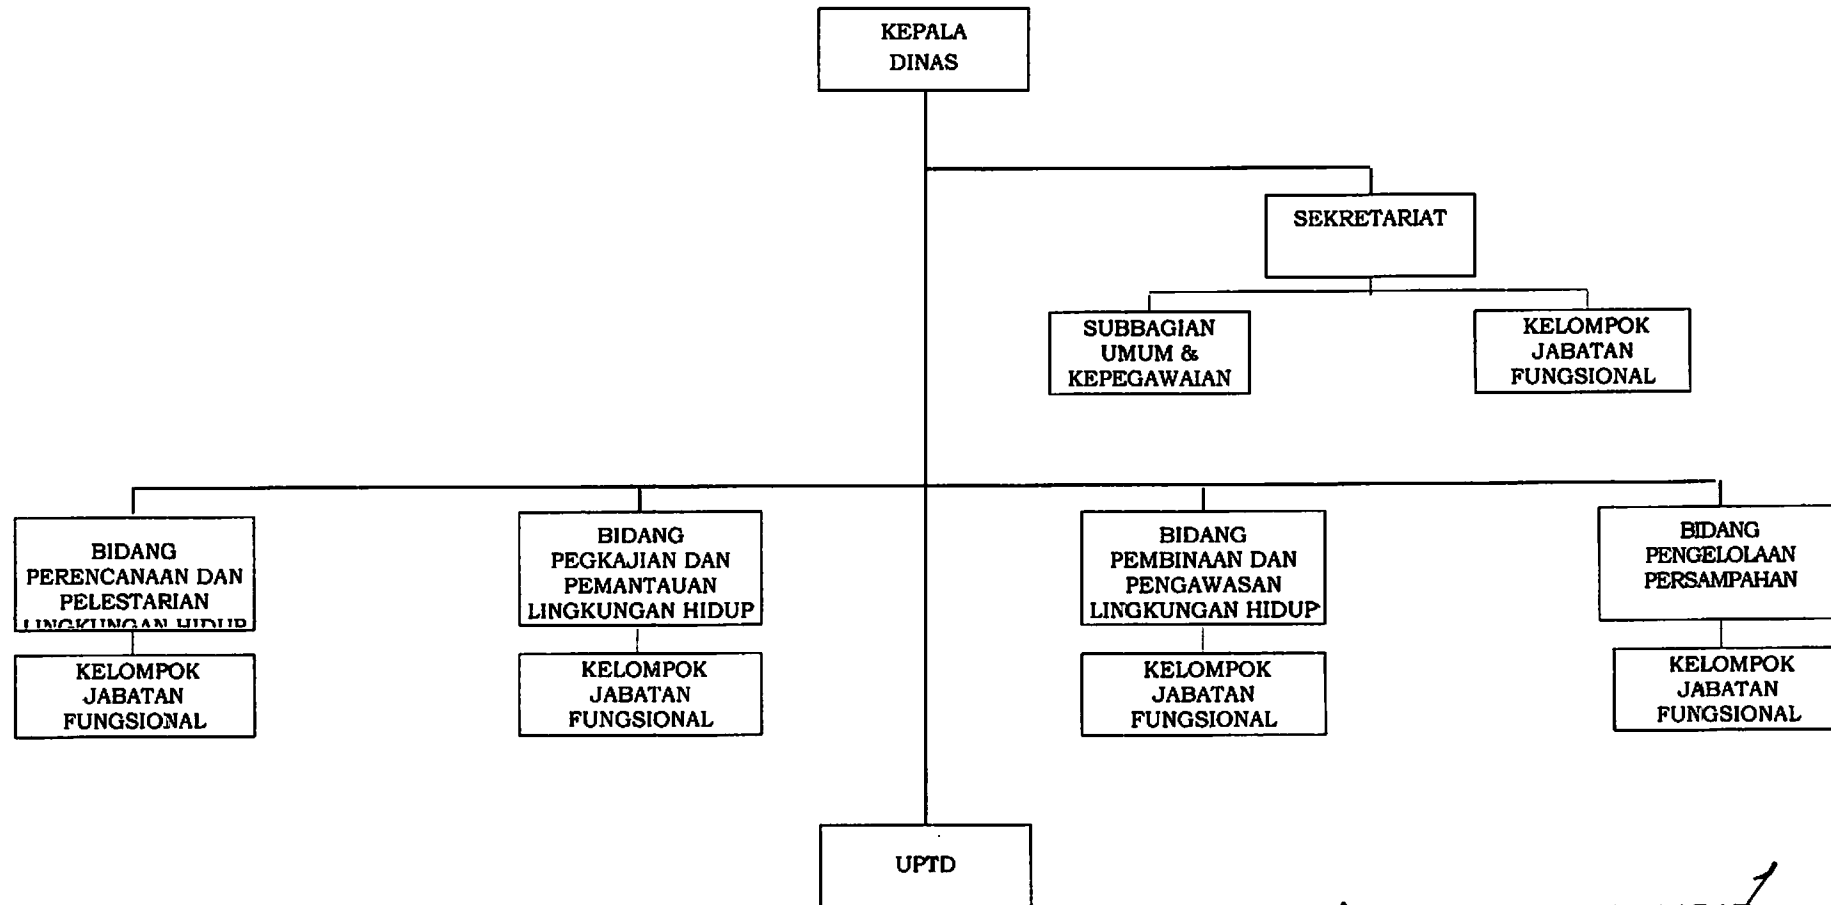 KEPALA
DINAS
SEKRETARIAT
SUBBAGIAN
UMUM &
KEPEGAWAIAN
KELOMPOK
JABATAN
FUNGSIONAL
BIDANG
PERENCANAAN DAN
PELESTARIAN
LINGKUNGAN HIDUP
BIDANG
PEGKAJIAN DAN
PEMANTAUAN
LINGKUNGAN HIDUP
BIDANG
PEMBINAAN DAN
PENGAWASAN
LINGKUNGAN HIDUP
BIDANG
PENGELOLAAN
PERSAMPAHAN
KELOMPOK
JABATAN
FUNGSIONAL
KELOMPOK
JABATAN
FUNGSIONAL
KELOMPOK
JABATAN
FUNGSIONAL
KELOMPOK
JABATAN
FUNGSIONAL
UPTD